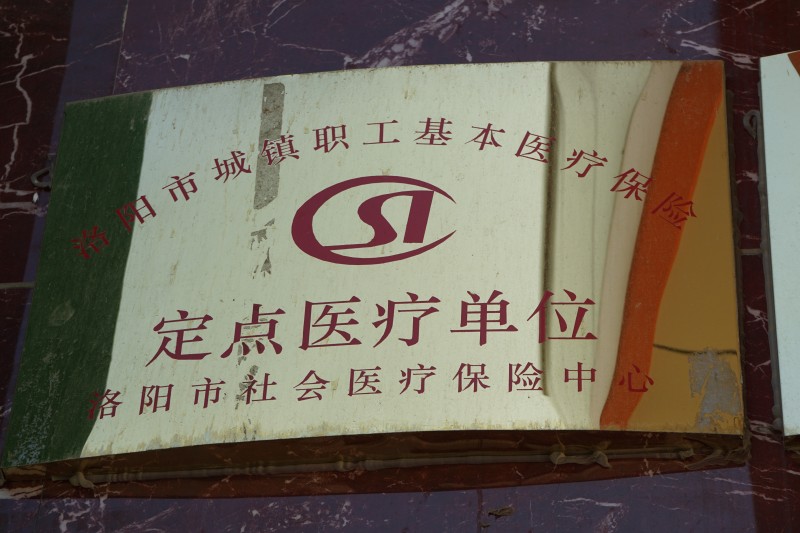 洛阳市城镇职工基本医疗保险
SI
定点医疗单位
洛阳市社会医疗保险中心